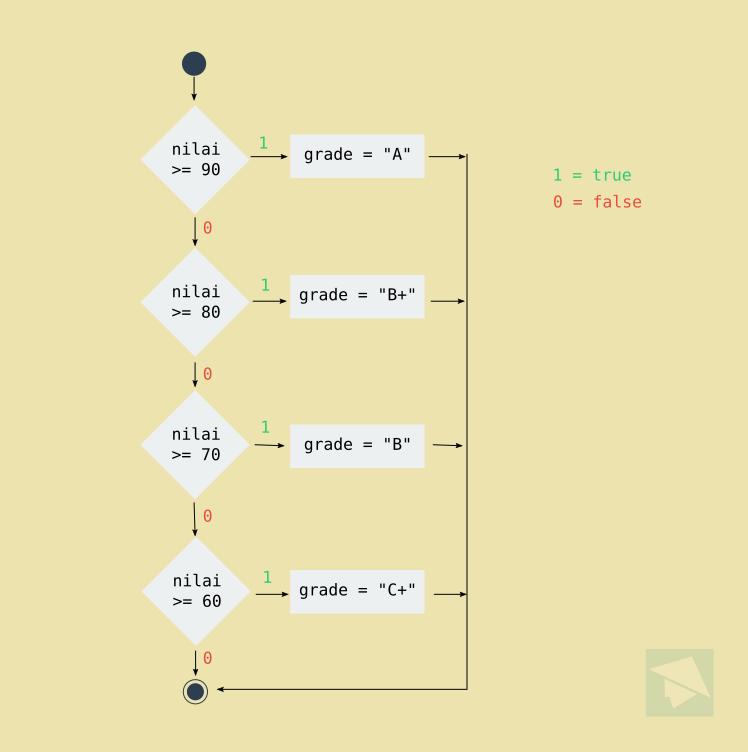 nilai
>= 90
1
grade = "A"
1 = true
0 = false
0
nilai
>= 80
1
grade = "B+"
0
nilai
>= 70
1
grade = "B"
0
nilai
>= 60
1
grade = "C+"
0